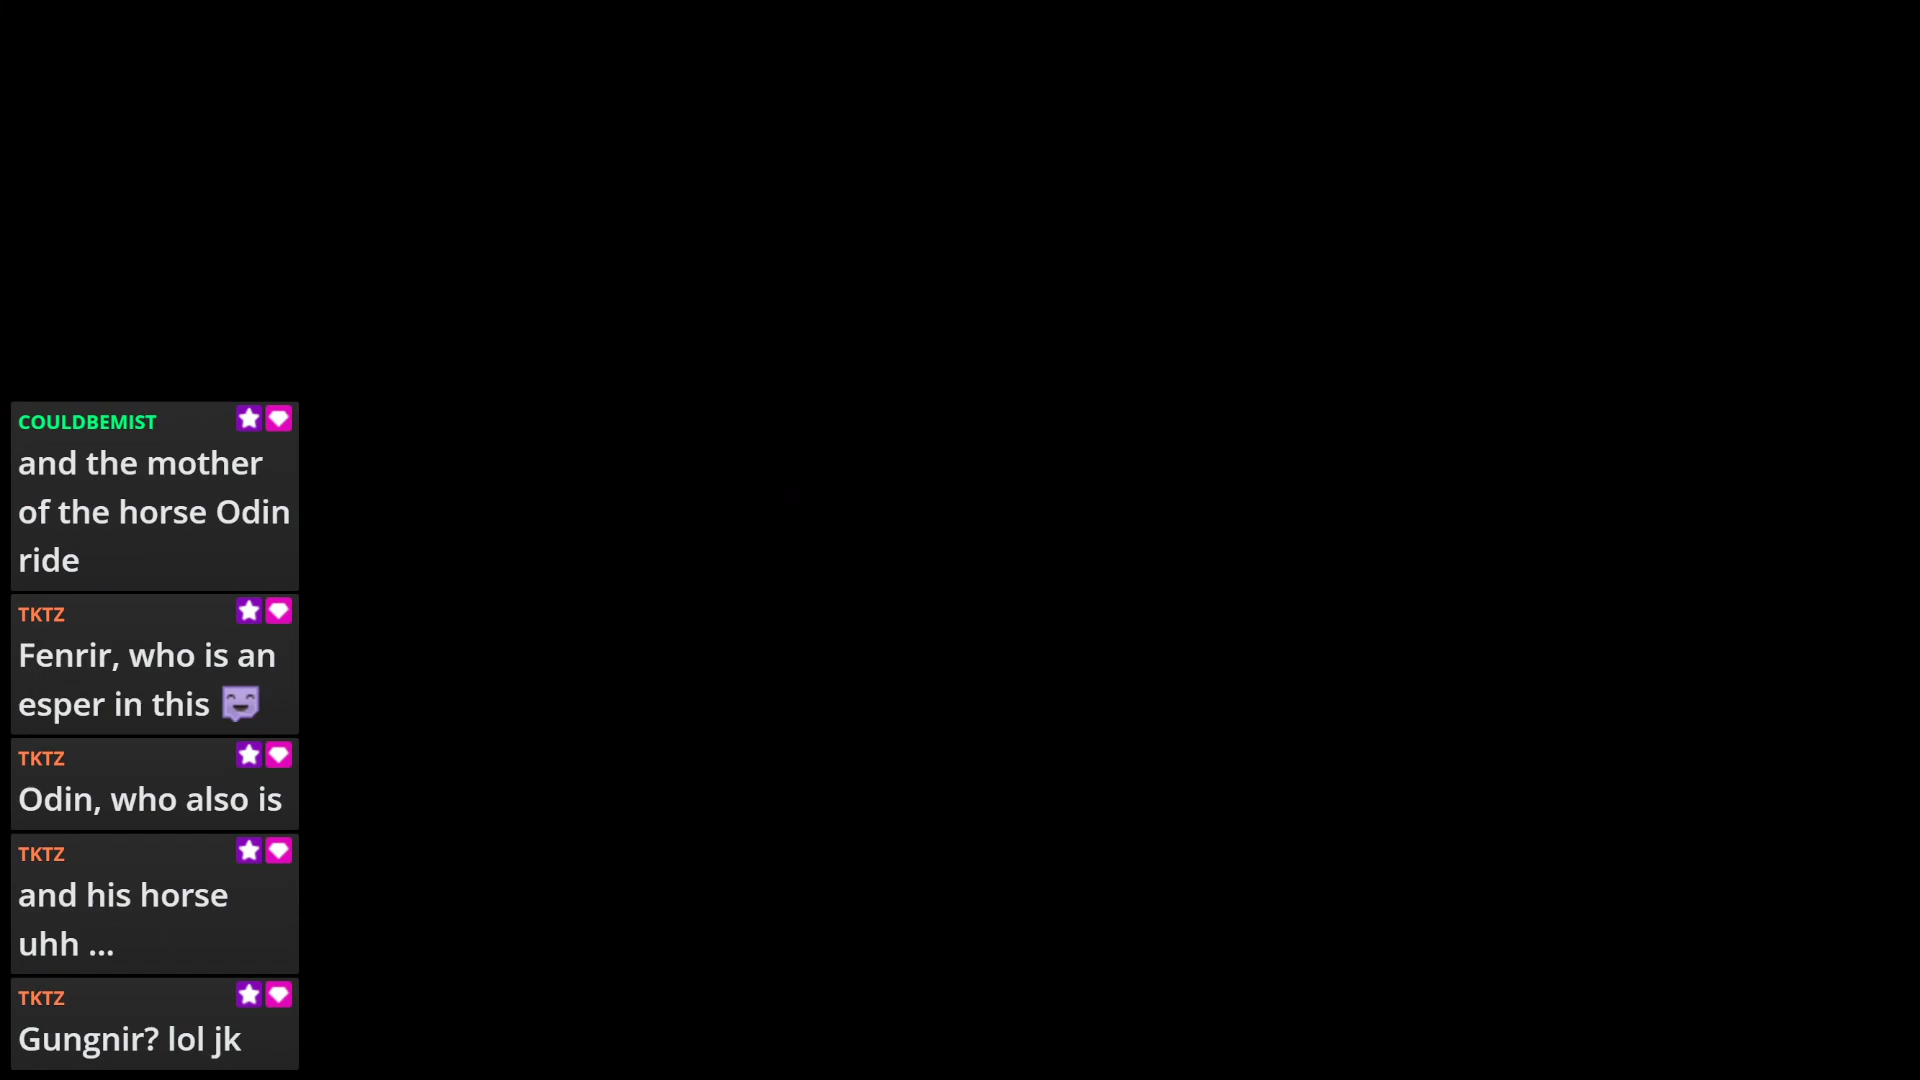 COULDBEMIST
and the mother
of the horse Odin
ride
TKTZ
Fenrir, who is an
esper in this
TKTZ
Odin, who also is
TKTZ
and his horse
uhh ...
TKTZ
Gungnir? lol jk